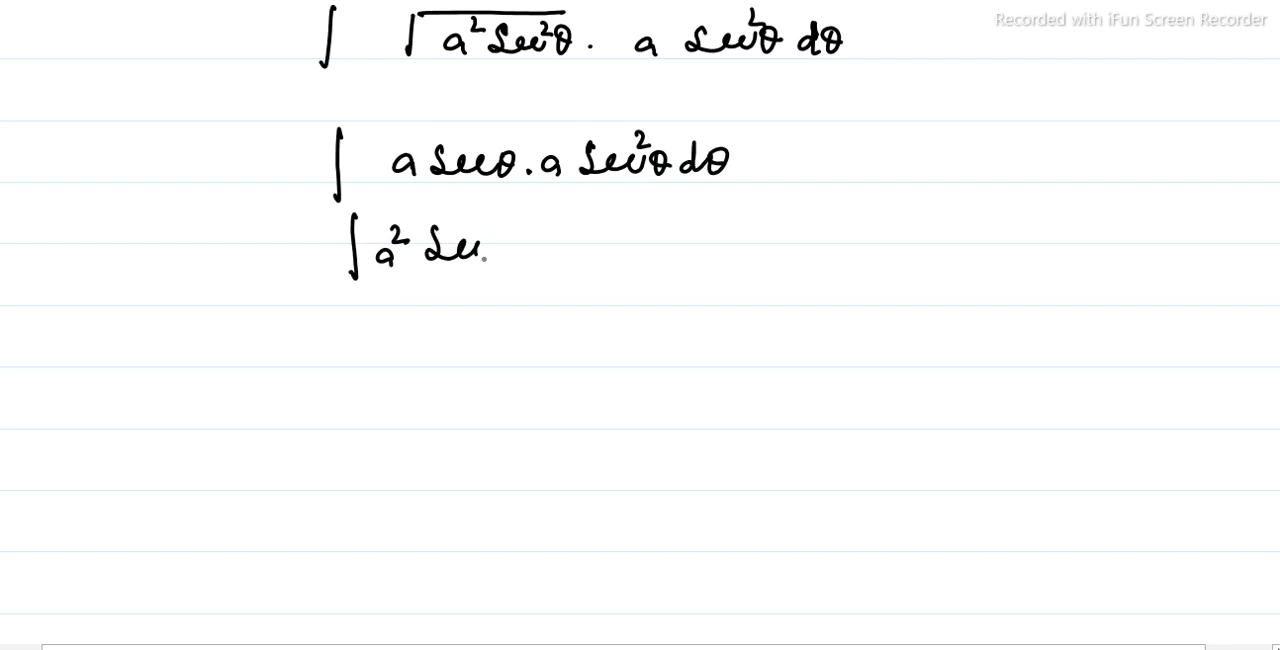 Recorded with iFun Screen Recorder
∫ √(a² Sec²θ) . a Sec²θ dθ
∫ a Secθ . a Sec²θ dθ
∫ a² Sec